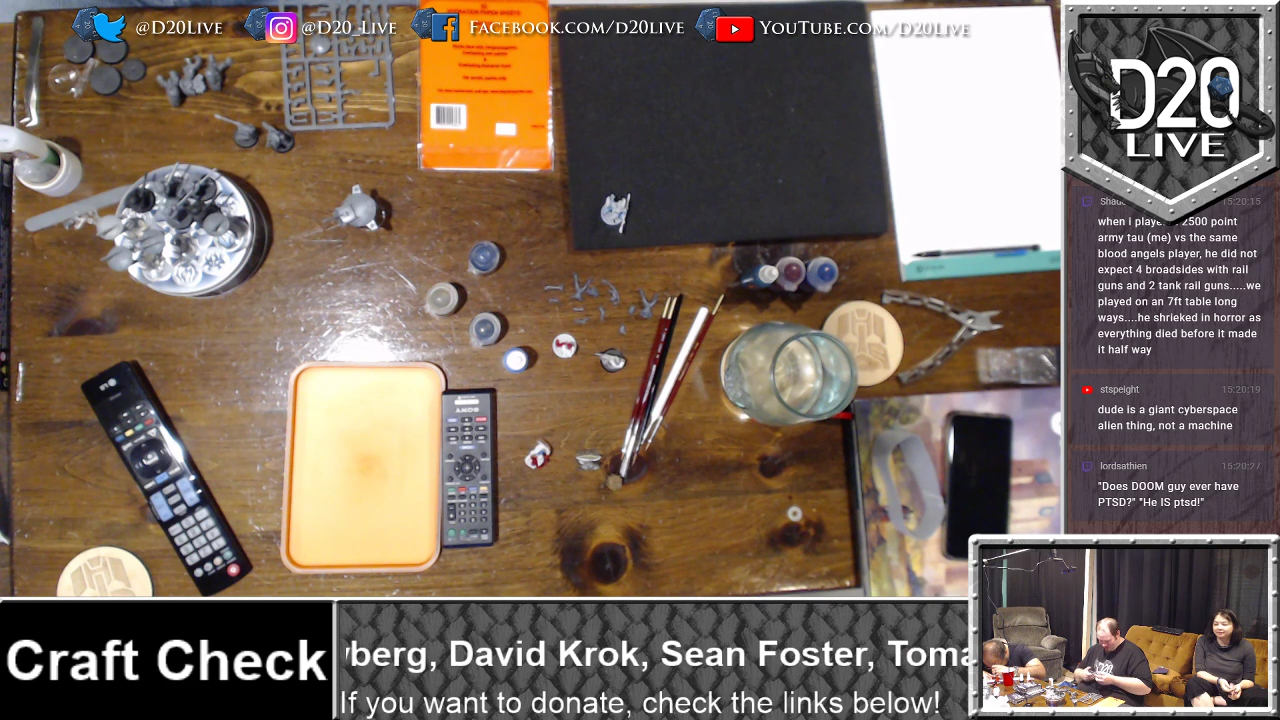 @D20Live
@D20_Live
Facebook.com/d20live
YouTube.com/D20Live
D20
LIVE
15:20:15
when i played 2500 point
army tau (me) vs the same
blood angels player, he did not
expect 4 broadsides with rail
guns and 2 tank rail guns.....we
played on an 7ft table long
ways....he shrieked in horror as
everything died before it made
it half way
stspeight 15:20:19
dude is a giant cyberspace
alien thing, not a machine
lordsathien 15:20:27
"Does DOOM guy ever have
PTSD?" "He IS ptsd!"
SONY
LG
Craft Check
berg, David Krok, Sean Foster, Toma
If you want to donate, check the links below!